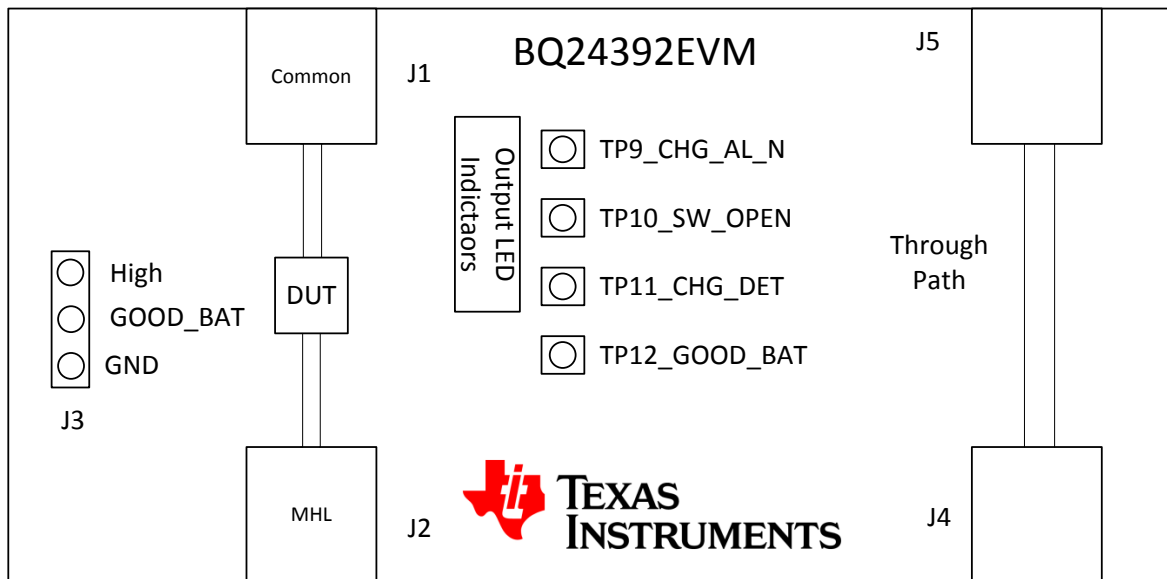 BQ24392EVM
Common
J1
J5
Output LED
Indictaors
TP9_CHG_AL_N
TP10_SW_OPEN
TP11_CHG_DET
TP12_GOOD_BAT
Through
Path
High
GOOD_BAT
GND
J3
DUT
MHL
J2
TEXAS
INSTRUMENTS
J4